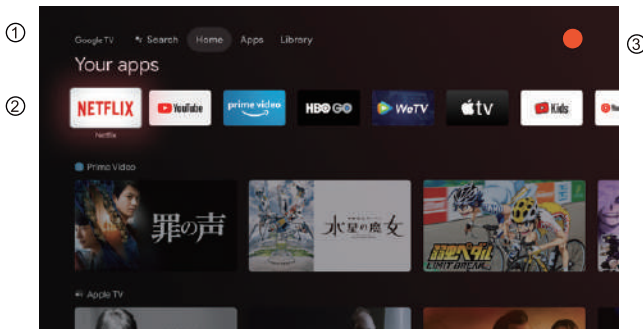 ①
Google TV Search Home Apps Library
③
Your apps
②
NETFLIX YouTube prime video HBO GO WeTV tv Kids
Netflix
Prime Video
罪の声
水星の魔女
弱虫ペダル
LIMIT BREAK
Apple TV